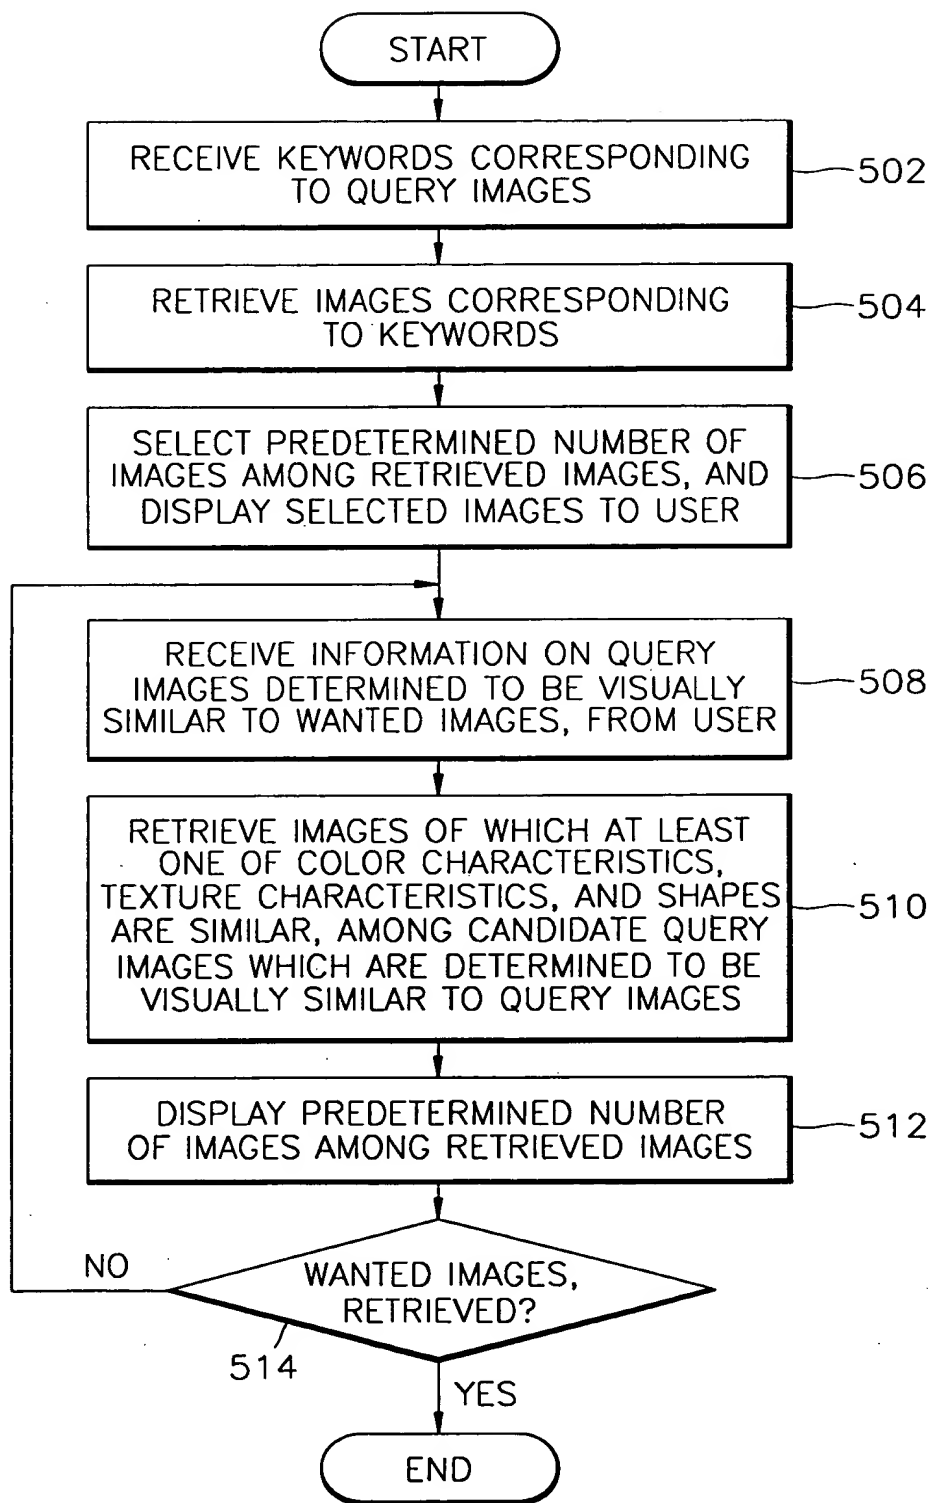 START
RECEIVE KEYWORDS CORRESPONDING
TO QUERY IMAGES
502
RETRIEVE IMAGES CORRESPONDING
TO KEYWORDS
504
SELECT PREDETERMINED NUMBER OF
IMAGES AMONG RETRIEVED IMAGES, AND
DISPLAY SELECTED IMAGES TO USER
506
RECEIVE INFORMATION ON QUERY
IMAGES DETERMINED TO BE VISUALLY
SIMILAR TO WANTED IMAGES, FROM USER
508
RETRIEVE IMAGES OF WHICH AT LEAST
ONE OF COLOR CHARACTERISTICS,
TEXTURE CHARACTERISTICS, AND SHAPES
ARE SIMILAR, AMONG CANDIDATE QUERY
IMAGES WHICH ARE DETERMINED TO BE
VISUALLY SIMILAR TO QUERY IMAGES
510
DISPLAY PREDETERMINED NUMBER
OF IMAGES AMONG RETRIEVED IMAGES
512
NO
WANTED IMAGES,
RETRIEVED?
514
YES
END